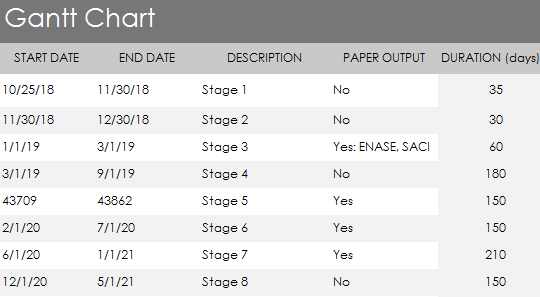 Gantt Chart
START DATE END DATE DESCRIPTION PAPER OUTPUT DURATION (days)
10/25/18 11/30/18 Stage 1 No 35
11/30/18 12/30/18 Stage 2 No 30
1/1/19 3/1/19 Stage 3 Yes: ENASE, SACI 60
3/1/19 9/1/19 Stage 4 No 180
43709 43862 Stage 5 Yes 150
2/1/20 7/1/20 Stage 6 Yes 150
6/1/20 1/1/21 Stage 7 Yes 210
12/1/20 5/1/21 Stage 8 No 150